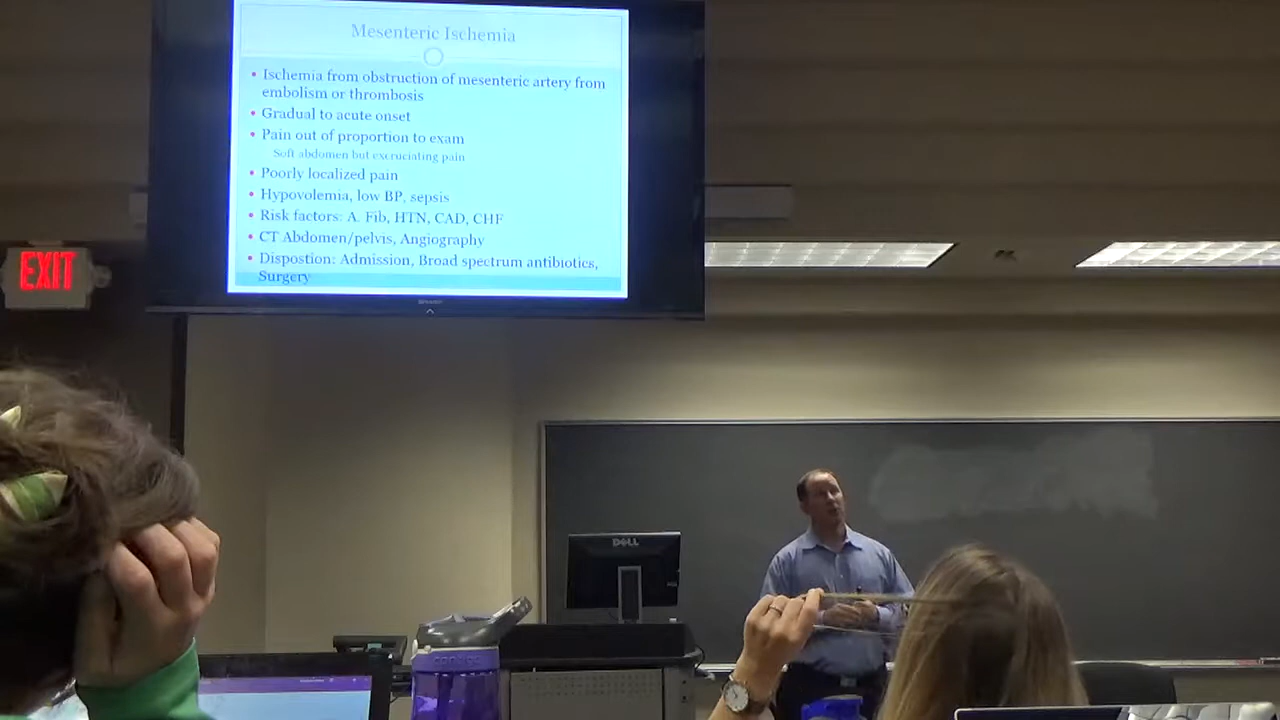 Mesenteric Ischemia
Ischemia from obstruction of mesenteric artery from
embolism or thrombosis
Gradual to acute onset
Pain out of proportion to exam
Soft abdomen but excruciating pain
Poorly localized pain
Hypovolemia, low BP, sepsis
Risk factors: A. Fib, HTN, CAD, CHF
CT Abdomen/pelvis, Angiography
Dispostion: Admission, Broad spectrum antibiotics,
Surgery
SHARP
EXIT
DELL